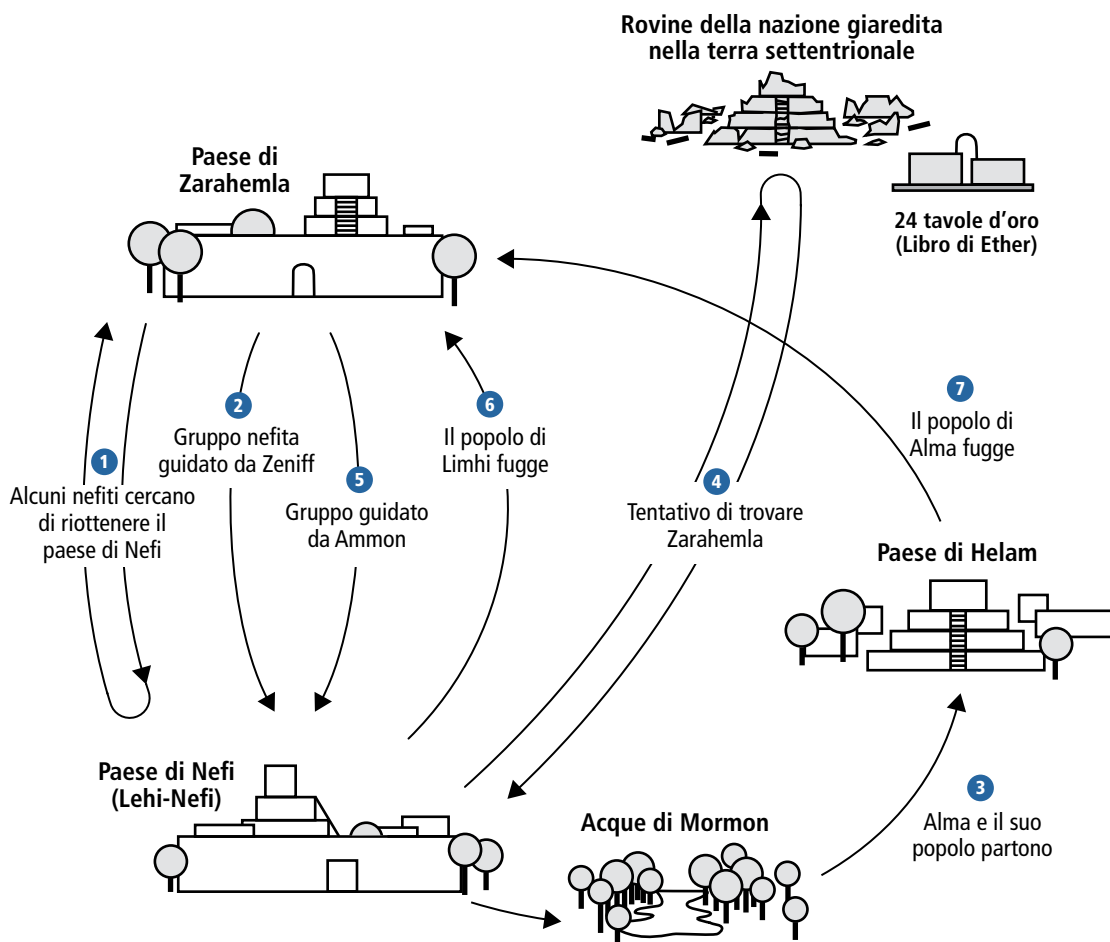 Rovine della nazione giaredita
nella terra settentrionale
Paese di
Zarahemla
24 tavole d'oro
(Libro di Ether)
1
Alcuni nefiti cercano
di riottenere il
paese di Nefi
2
Gruppo nefita
guidato da Zeniff
5
Gruppo guidato
da Ammon
6
Il popolo di
Limhi fugge
4
Tentativo di trovare
Zarahemla
7
Il popolo di
Alma fugge
Paese di Helam
Paese di Nefi
(Lehi-Nefi)
Acque di Mormon
3
Alma e il suo
popolo partono